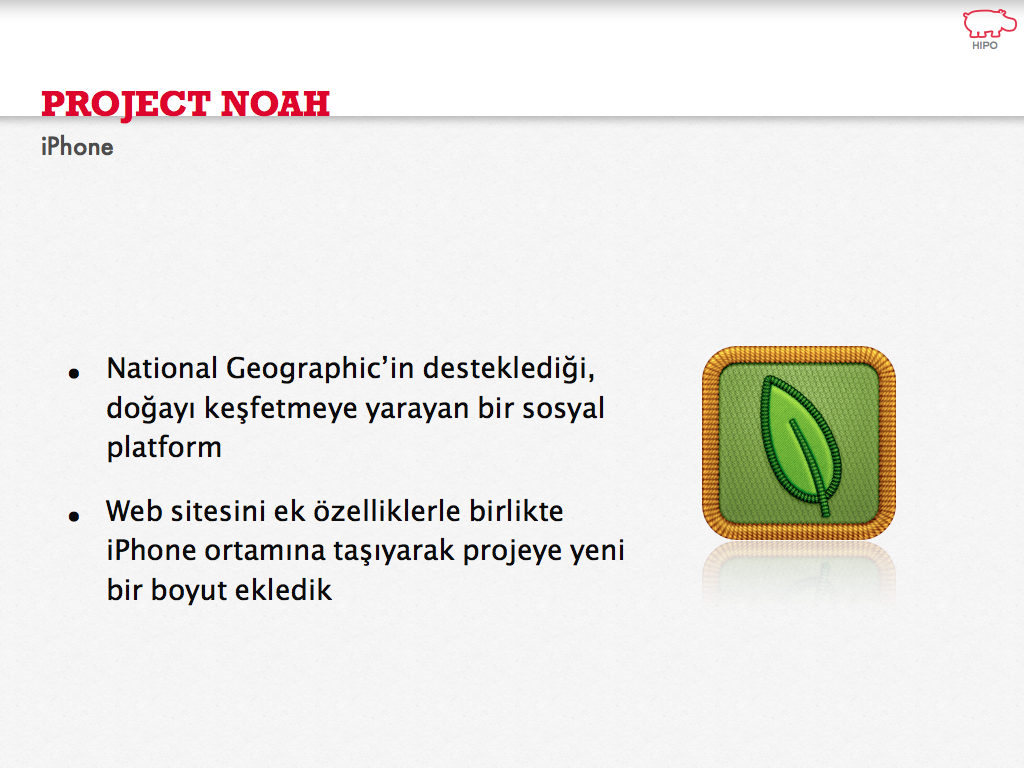 HIPO
PROJECT NOAH
iPhone
• National Geographic’in desteklediği,
doğayı keşfetmeye yarayan bir sosyal
platform
• Web sitesini ek özelliklerle birlikte
iPhone ortamına taşıyarak projeye yeni
bir boyut ekledik